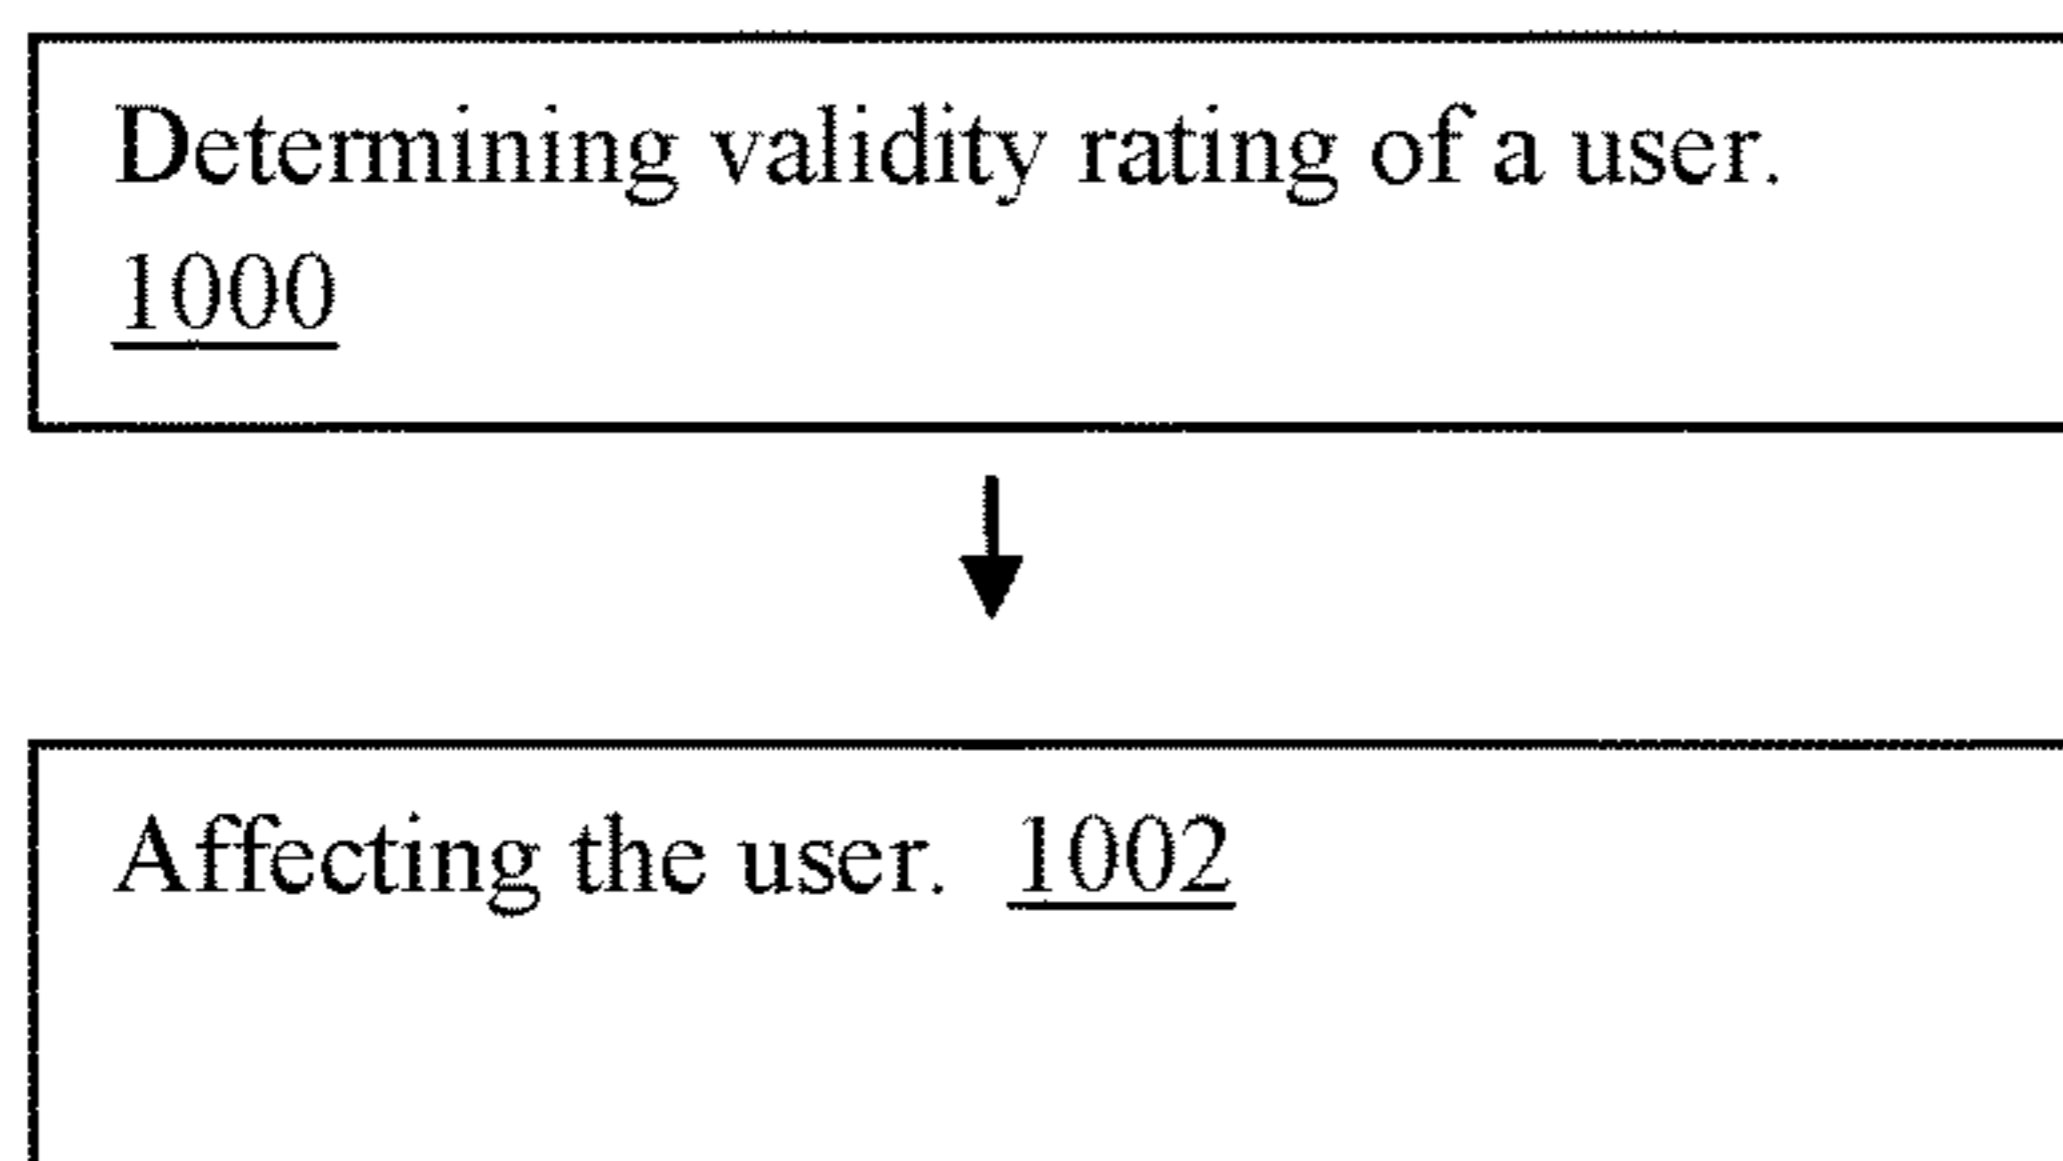 Determining validity rating of a user.
1000
Affecting the user. 1002